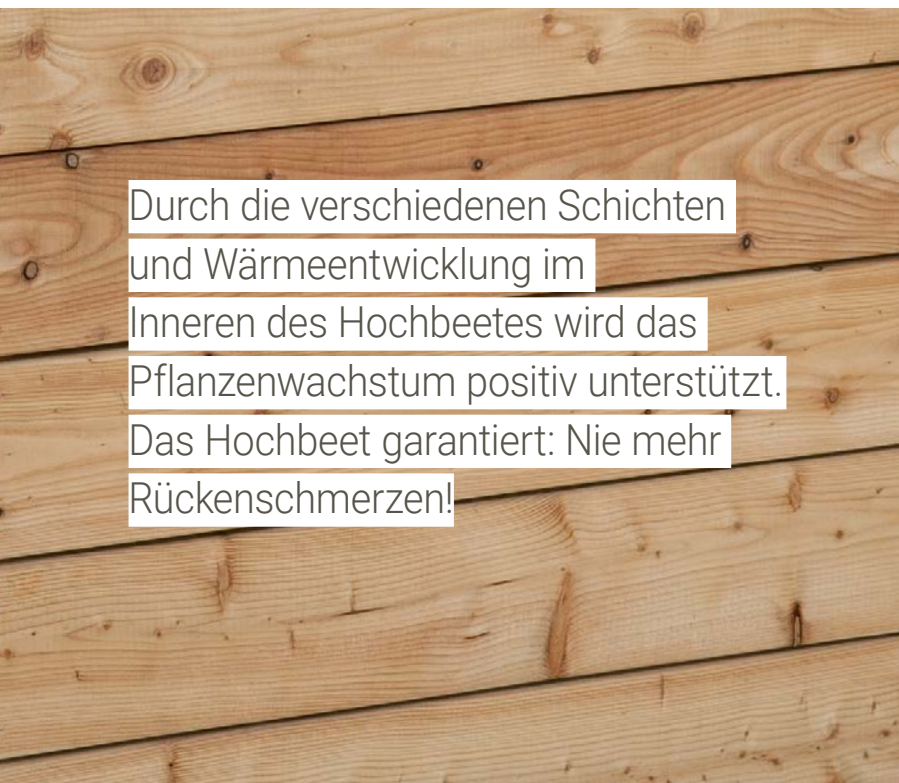 Durch die verschiedenen Schichten
und Wärmeentwicklung im
Inneren des Hochbeetes wird das
Pflanzenwachstum positiv unterstützt.
Das Hochbeet garantiert: Nie mehr
Rückenschmerzen!